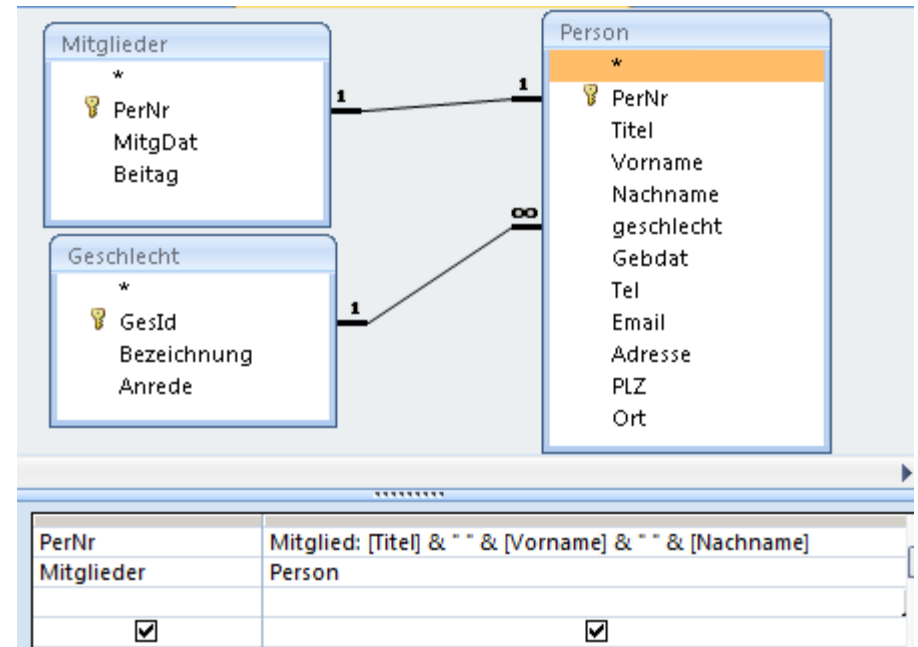 Mitglieder
*
PerNr
MitgDat
Beitag
1
1
Person
*
PerNr
Titel
Vorname
Nachname
geschlecht
Gebdat
Tel
Email
Adresse
PLZ
Ort
∞
Geschlecht
*
GesId
Bezeichnung
Anrede
1
PerNr Mitglied: [Titel] & " " & [Vorname] & " " & [Nachname]
Mitglieder Person